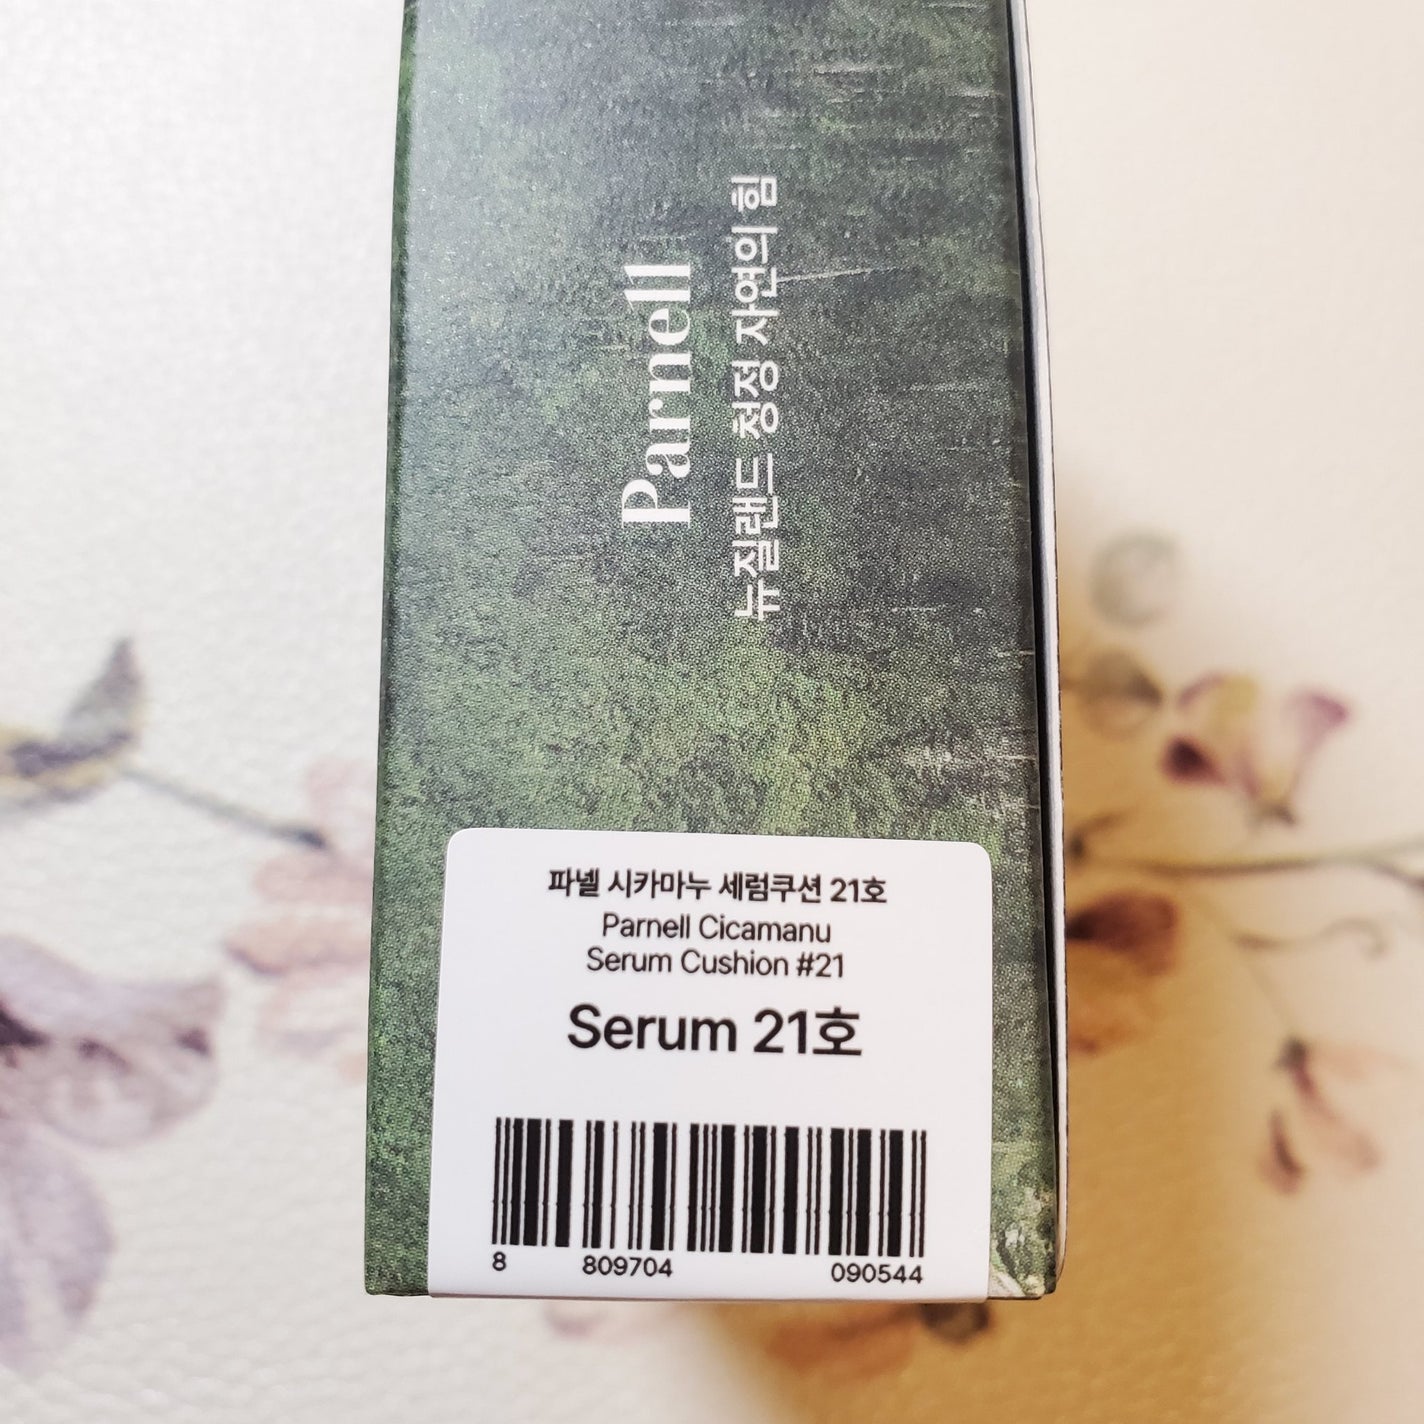 Parnell
뉴질랜드 청정 자연의 힘
파넬 시카마누 세럼쿠션 21호
Parnell Cicamanu
Serum Cushion #21
Serum 21호
8 809704 090544